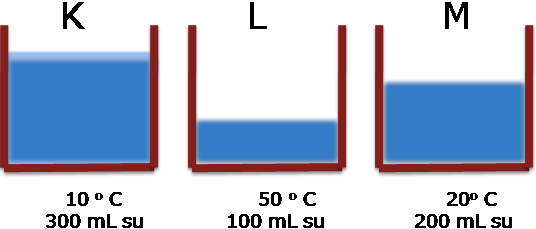 K L M
10 º C 50 º C 20º C
300 mL su 100 mL su 200 mL su